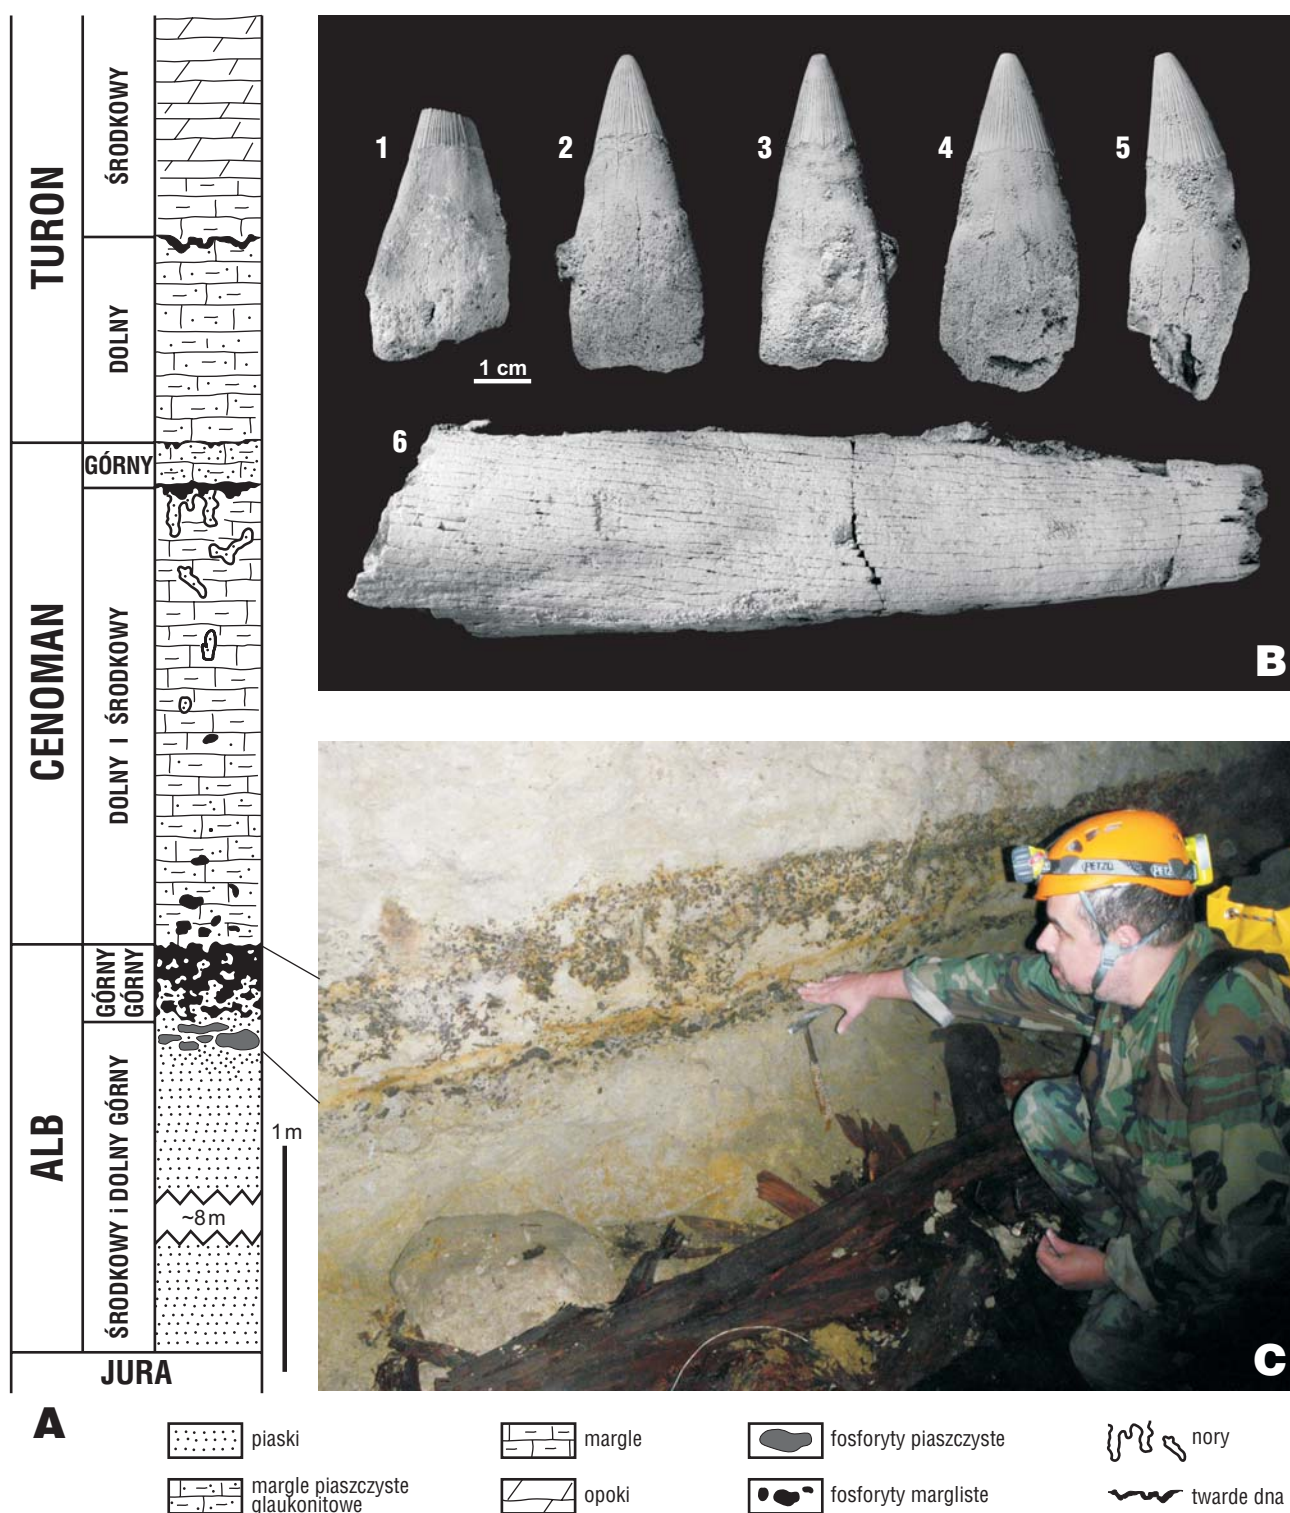 TURON
ŚRODKOWY
DOLNY
CENOMAN
GÓRNY
DOLNY I ŚRODKOWY
ALB
GÓRNY
GÓRNY
ŚRODKOWY i DOLNY GÓRNY
~8m
1m
JURA
A
1
2
3
4
5
1 cm
6
B
PETZL
PETZ
C
piaski
margle
fosforyty piaszczyste
nory
margle piaszczyste
glaukonitowe
opoki
fosforyty margliste
twarde dna